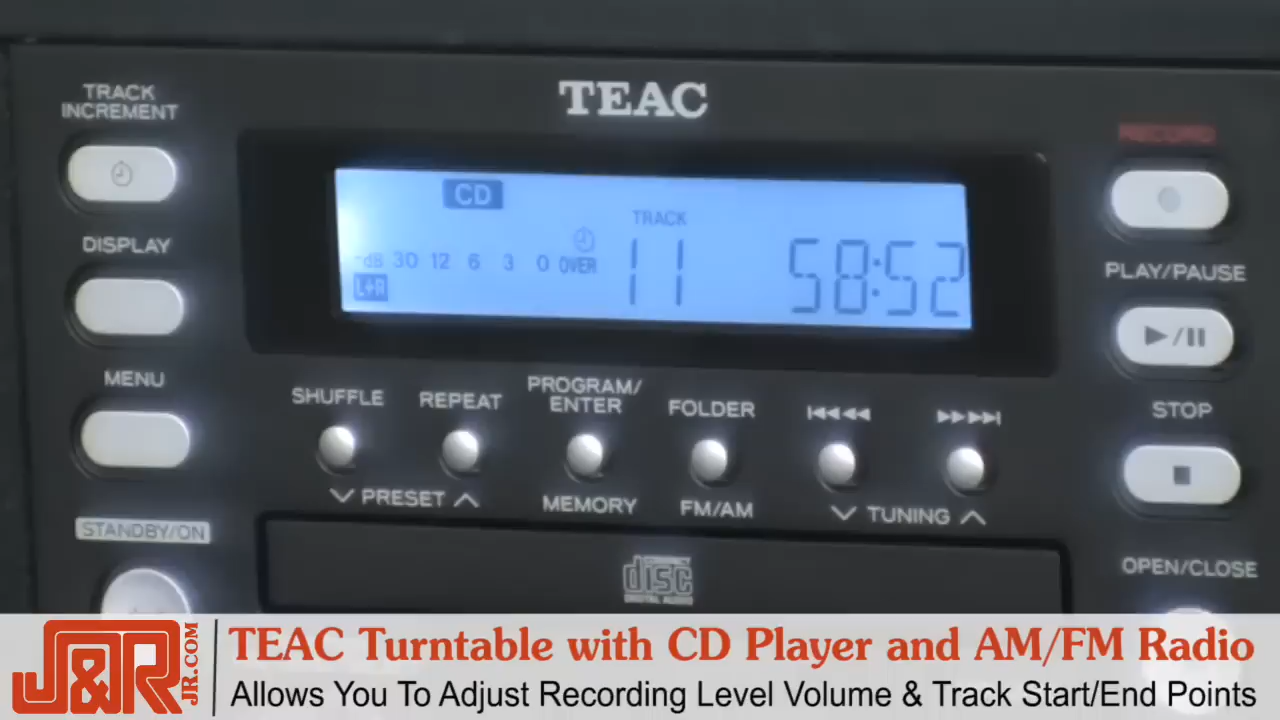 TEAC
TRACK
INCREMENT
RECORD
CD
TRACK
DISPLAY
-dB 30 12 6 3 0 OVER
11 58:52
L+R
PLAY/PAUSE
MENU
SHUFFLE REPEAT PROGRAM/
ENTER FOLDER
STOP
PRESET MEMORY FM/AM TUNING
STANDBY/ON
disc
DIGITAL AUDIO
OPEN/CLOSE
J&R
JR.COM
TEAC Turntable with CD Player and AM/FM Radio
Allows You To Adjust Recording Level Volume & Track Start/End Points